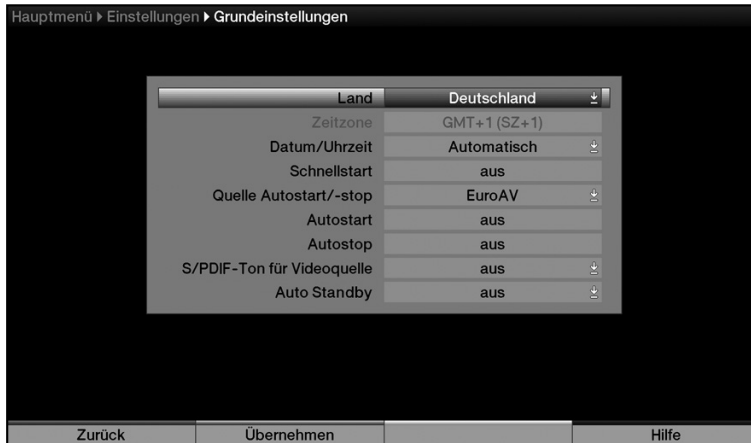 Hauptmenü Einstellungen Grundeinstellungen
Land Deutschland
Zeitzone GMT+1 (SZ+1)
Datum/Uhrzeit Automatisch
Schnellstart aus
Quelle Autostart/-stop EuroAV
Autostart aus
Autostop aus
S/PDIF-Ton für Videoquelle aus
Auto Standby aus
Zurück Übernehmen Hilfe